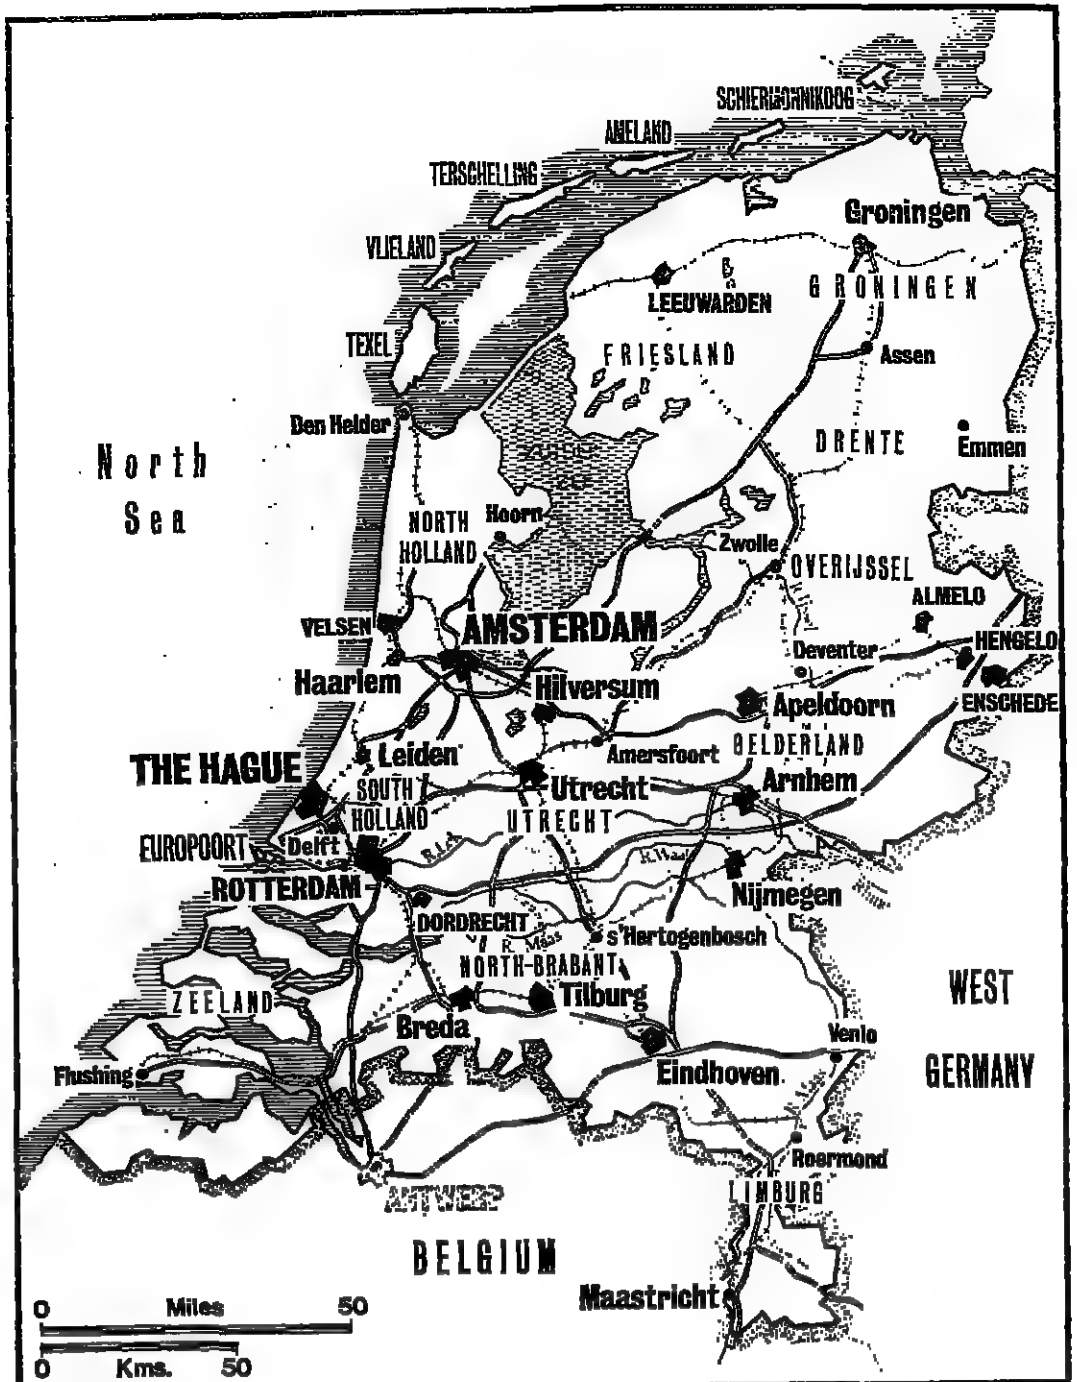 SCHIERMONNIKOOG
AMELAND
TERSCHELLING
Groningen
VLIELAND
LEEUWARDEN
GRONINGEN
TEXEL
FRIESLAND
Assen
Den Helder
DRENTE
Emmen
North
Sea
NORTH
HOLLAND
Hoorn
Zwolle
OVERIJSSEL
ALMELO
VELSEN
AMSTERDAM
Deventer
HENGELO
Haarlem
Hilversum
Apeldoorn
ENSCHEDE
THE HAGUE
Leiden
Amersfoort
GELDERLAND
SOUTH
HOLLAND
Utrecht
Arnhem
UTRECHT
EUROPOORT
Delft
R. Lek
R. Waal
ROTTERDAM
Nijmegen
DORDRECHT
R. Maas
s'Hertogenbosch
NORTH-BRABANT
WEST
GERMANY
ZEELAND
Tilburg
Breda
Venlo
Flushing
Eindhoven
Roermond
ANTWERP
LIMBURG
BELGIUM
Maastricht
0 Miles 50
0 Kms. 50